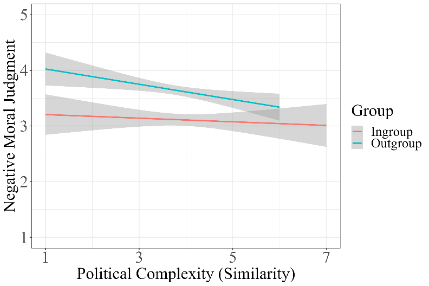 Negative Moral Judgment
5
4
3
2
1
1
3
5
7
Political Complexity (Similarity)
Group
Ingroup
Outgroup